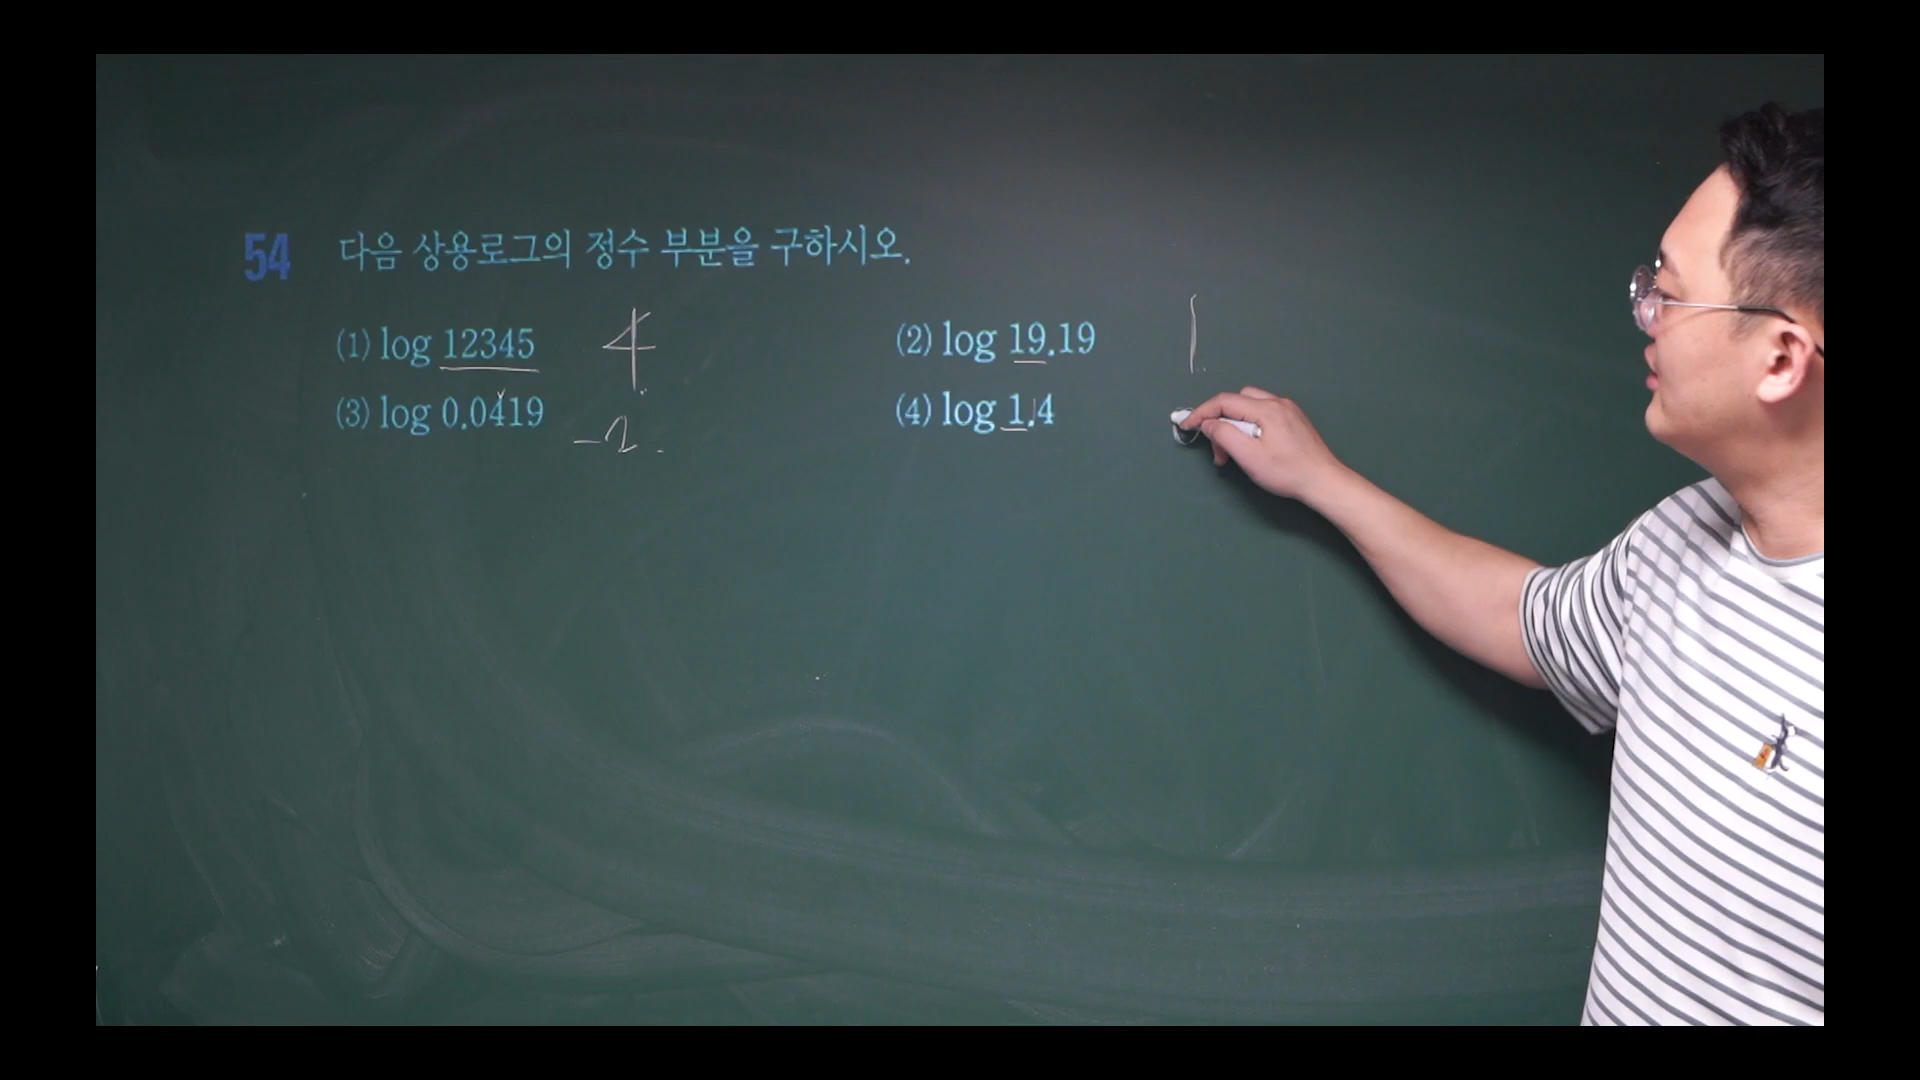 54 다음 상용로그의 정수 부분을 구하시오.
(1) log 12345 4 (2) log 19.19 1
(3) log 0.0419 -2 (4) log 1.4 0